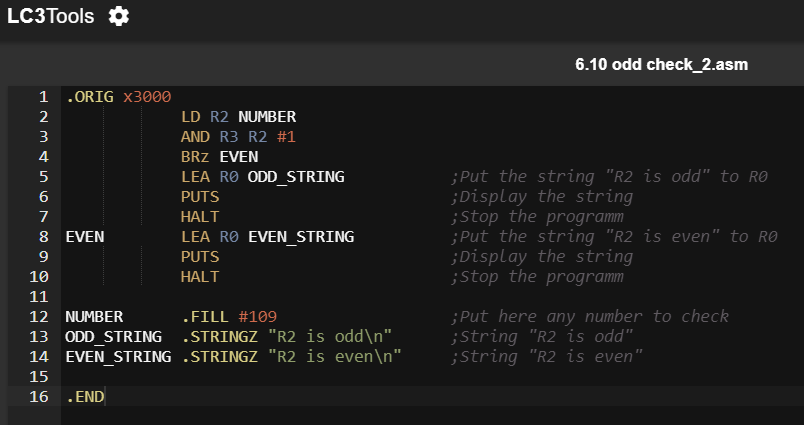 LC3Tools
6.10 odd check_2.asm
1 .ORIG x3000
2 LD R2 NUMBER
3 AND R3 R2 #1
4 BRz EVEN
5 LEA R0 ODD_STRING ;Put the string "R2 is odd" to R0
6 PUTS ;Display the string
7 HALT ;Stop the programm
8 EVEN LEA R0 EVEN_STRING ;Put the string "R2 is even" to R0
9 PUTS ;Display the string
10 HALT ;Stop the programm
11
12 NUMBER .FILL #109 ;Put here any number to check
13 ODD_STRING .STRINGZ "R2 is odd\n" ;String "R2 is odd"
14 EVEN_STRING .STRINGZ "R2 is even\n" ;String "R2 is even"
15
16 .END